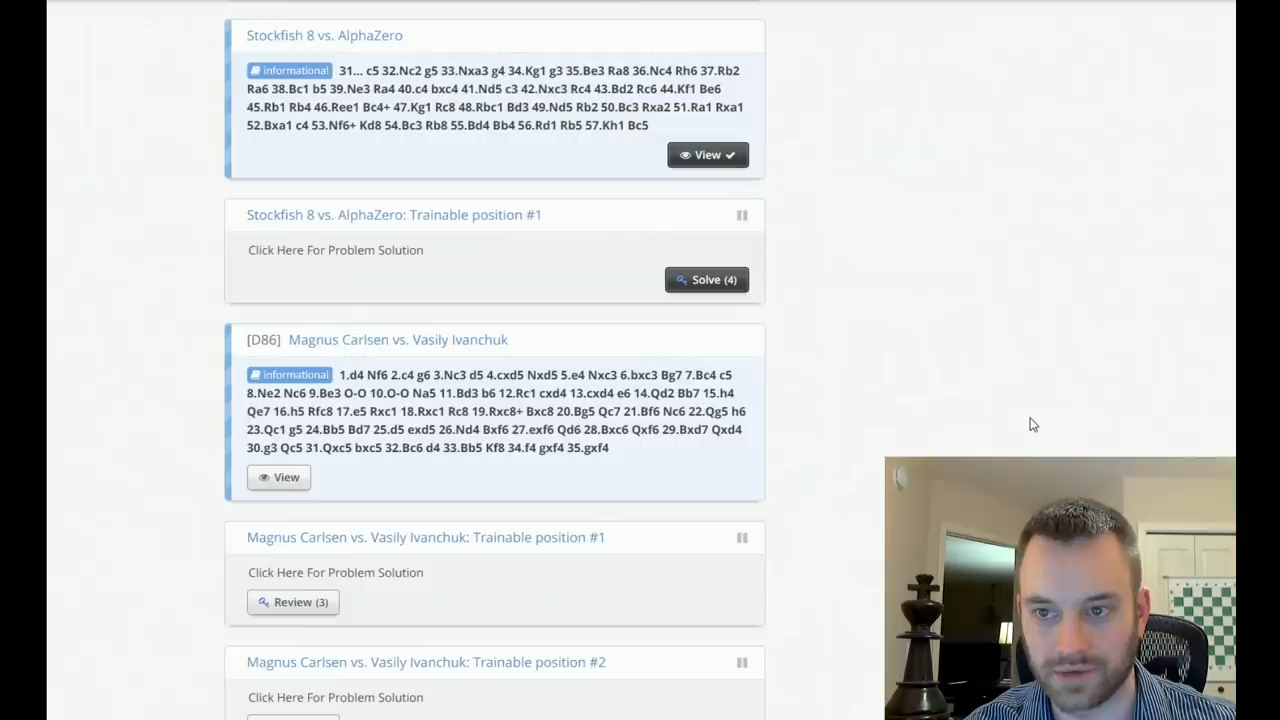 Stockfish 8 vs. AlphaZero
informational 31... c5 32.Nc2 g5 33.Nxa3 g4 34.Kg1 g3 35.Be3 Ra8 36.Nc4 Rh6 37.Rb2
Ra6 38.Bc1 b5 39.Ne3 Ra4 40.c4 bxc4 41.Nd5 c3 42.Nxc3 Rc4 43.Bd2 Rc6 44.Kf1 Be6
45.Rb1 Rb4 46.Ree1 Bc4+ 47.Kg1 Rc8 48.Rbc1 Bd3 49.Nd5 Rb2 50.Bc3 Rxa2 51.Ra1 Rxa1
52.Bxa1 c4 53.Nf6+ Kd8 54.Bc3 Rb8 55.Bd4 Bb4 56.Rd1 Rb5 57.Kh1 Bc5
View
Stockfish 8 vs. AlphaZero: Trainable position #1
Click Here For Problem Solution
Solve (4)
[D86] Magnus Carlsen vs. Vasily Ivanchuk
informational 1.d4 Nf6 2.c4 g6 3.Nc3 d5 4.cxd5 Nxd5 5.e4 Nxc3 6.bxc3 Bg7 7.Bc4 c5
8.Ne2 Nc6 9.Be3 O-O 10.O-O Na5 11.Bd3 b6 12.Rc1 cxd4 13.cxd4 e6 14.Qd2 Bb7 15.h4
Qe7 16.h5 Rfc8 17.e5 Rxc1 18.Rxc1 Rc8 19.Rxc8+ Bxc8 20.Bg5 Qc7 21.Bf6 Nc6 22.Qg5 h6
23.Qc1 g5 24.Bb5 Bd7 25.d5 exd5 26.Nd4 Bxf6 27.exf6 Qd6 28.Bxc6 Qxf6 29.Bxd7 Qxd4
30.g3 Qc5 31.Qxc5 bxc5 32.Bc6 d4 33.Bb5 Kf8 34.f4 gxf4 35.gxf4
View
Magnus Carlsen vs. Vasily Ivanchuk: Trainable position #1
Click Here For Problem Solution
Review (3)
Magnus Carlsen vs. Vasily Ivanchuk: Trainable position #2
Click Here For Problem Solution